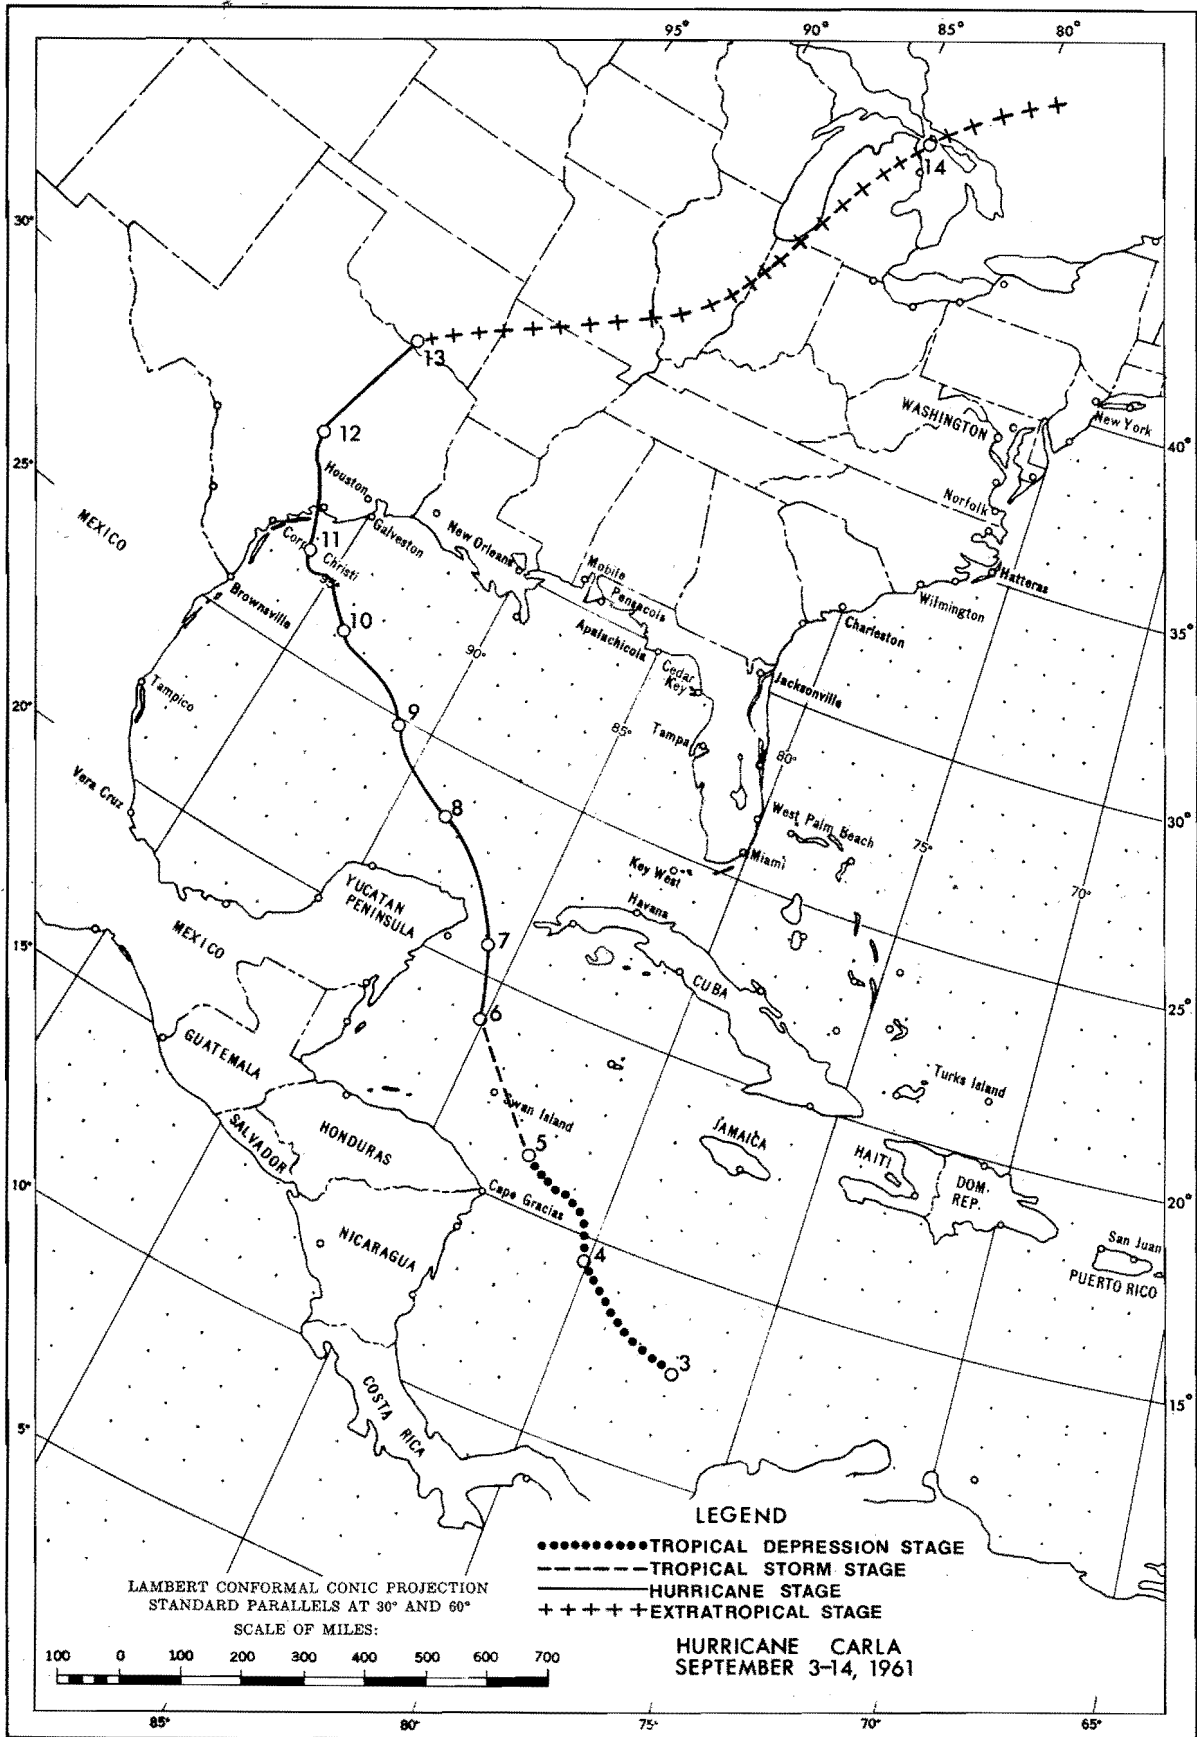 95° 90° 85° 80°
30°
14
13
WASHINGTON
New York
12
40°
25°
Houston
Norfolk
MEXICO
Corp
11
Christi
Galveston
New Orleans
95°
Mobile
Pensacola
Hatteras
Brownsville
Wilmington
10
Apalachicola
Charleston
35°
90°
Cedar
Key
Tampico
Jacksonville
20°
9
85°
Tampa
80°
Vera Cruz
8
West Palm Beach
30°
75°
Miami
Key West
YUCATAN
PENINSULA
70°
Havana
MEXICO
15°
7
CUBA
25°
6
GUATEMALA
Turks Island
Swan Island
SALVADOR
HONDURAS
JAMAICA
5
HAITI
DOM.
REP.
10°
Cape Gracias
20°
NICARAGUA
4
San Juan
PUERTO RICO
3
COSTA
RICA
15°
5°
LEGEND
TROPICAL DEPRESSION STAGE
TROPICAL STORM STAGE
HURRICANE STAGE
+ + + + + EXTRATROPICAL STAGE
LAMBERT CONFORMAL CONIC PROJECTION
STANDARD PARALLELS AT 30° AND 60°
SCALE OF MILES:
100 0 100 200 300 400 500 600 700
HURRICANE CARLA
SEPTEMBER 3-14, 1961
85° 80° 75° 70° 65°